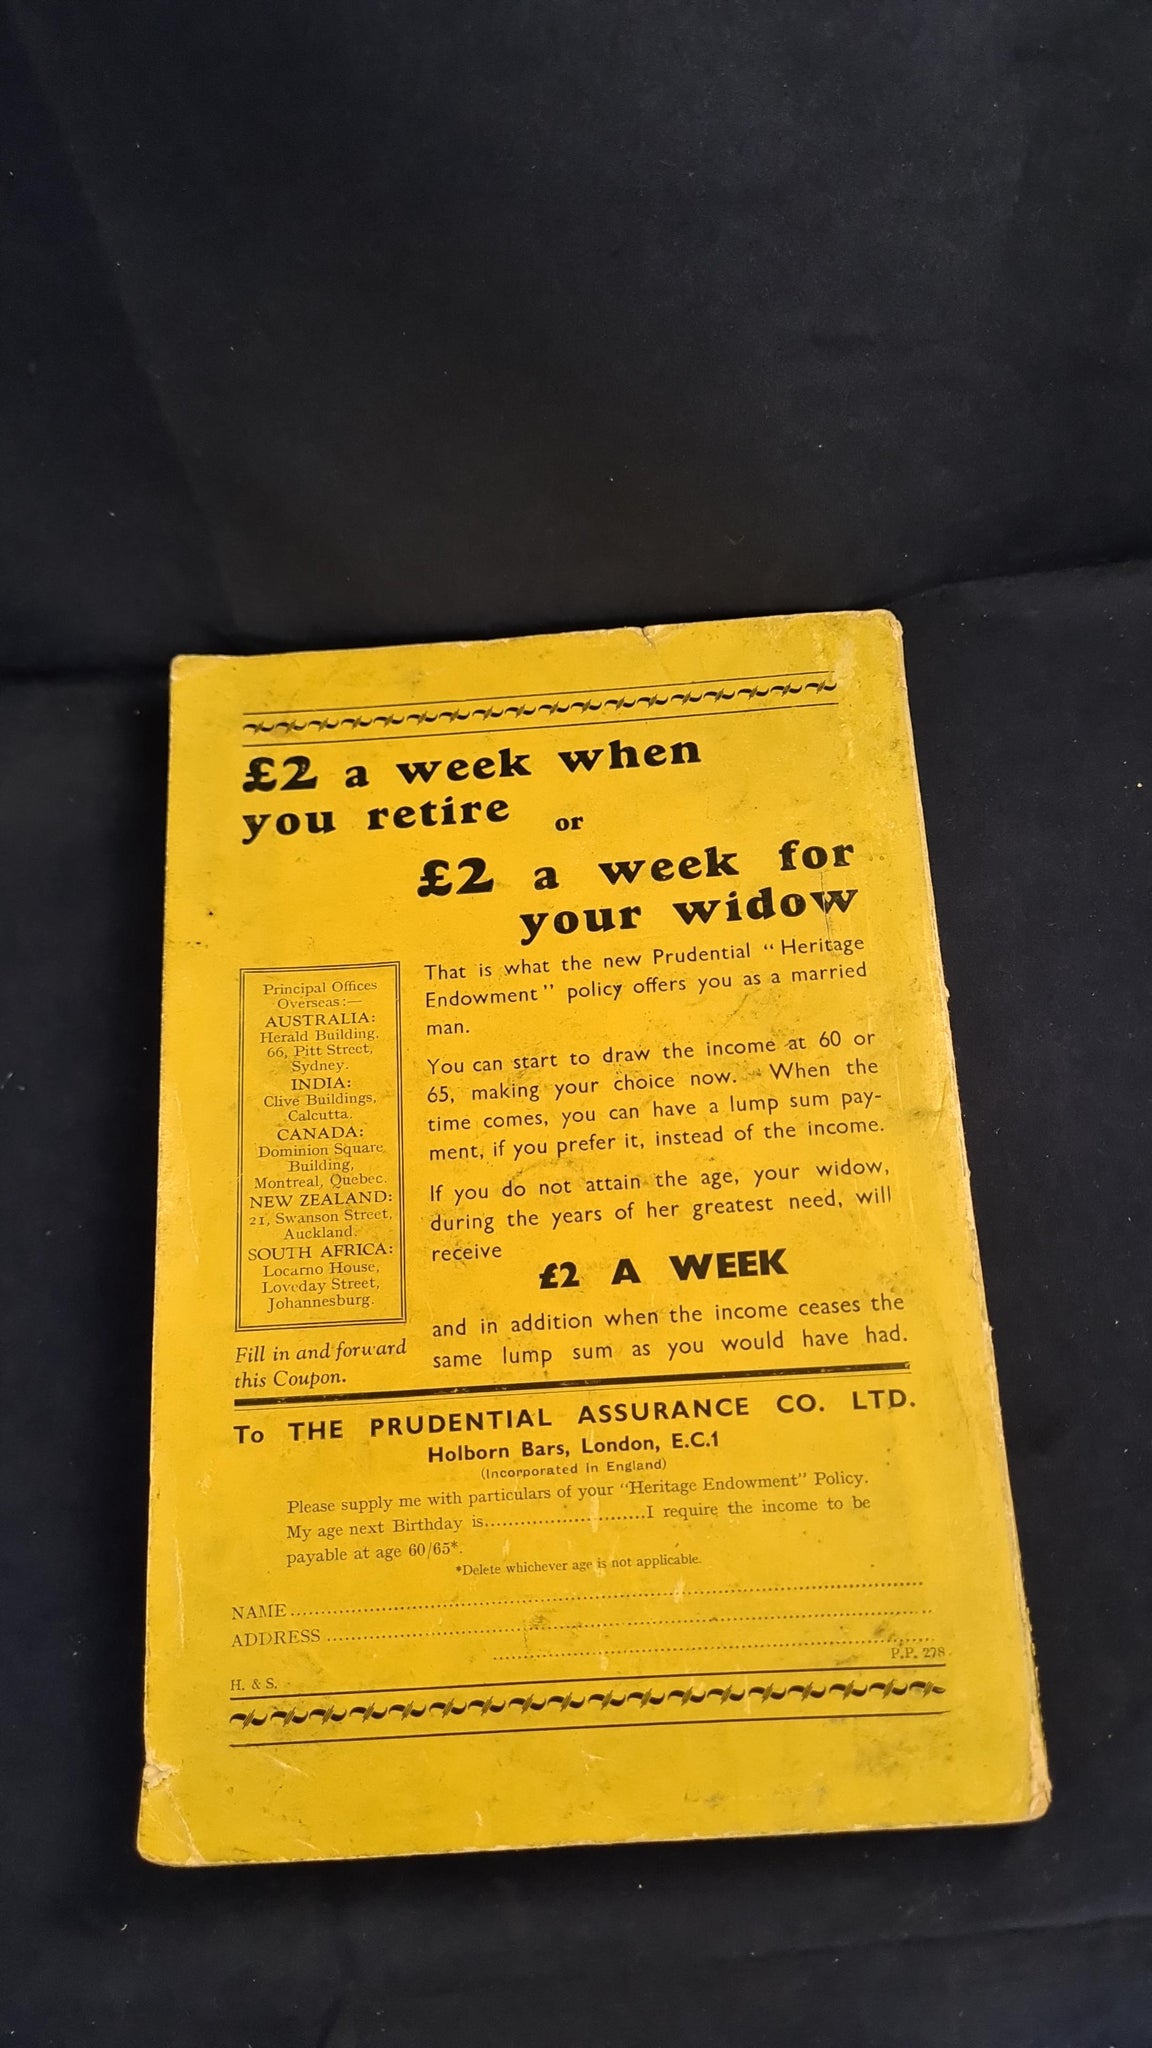 £2 a week when
you retire or
£2 a week for
your widow
Principal Offices
Overseas:—
AUSTRALIA:
Herald Building,
66, Pitt Street,
Sydney.
INDIA:
Clive Buildings,
Calcutta.
CANADA:
Dominion Square
Building,
Montreal, Quebec.
NEW ZEALAND:
21, Swanson Street,
Auckland.
SOUTH AFRICA:
Locarno House,
Loveday Street,
Johannesburg.
Fill in and forward
this Coupon.
That is what the new Prudential "Heritage
Endowment" policy offers you as a married
man.
You can start to draw the income at 60 or
65, making your choice now. When the
time comes, you can have a lump sum pay-
ment, if you prefer it, instead of the income.
If you do not attain the age, your widow,
during the years of her greatest need, will
receive
£2 A WEEK
and in addition when the income ceases the
same lump sum as you would have had.
To THE PRUDENTIAL ASSURANCE CO. LTD.
Holborn Bars, London, E.C.1
(Incorporated in England)
Please supply me with particulars of your "Heritage Endowment" Policy.
My age next Birthday is..........................I require the income to be
payable at age 60/65*.
*Delete whichever age is not applicable.
NAME
ADDRESS
P.P. 278
H. & S.